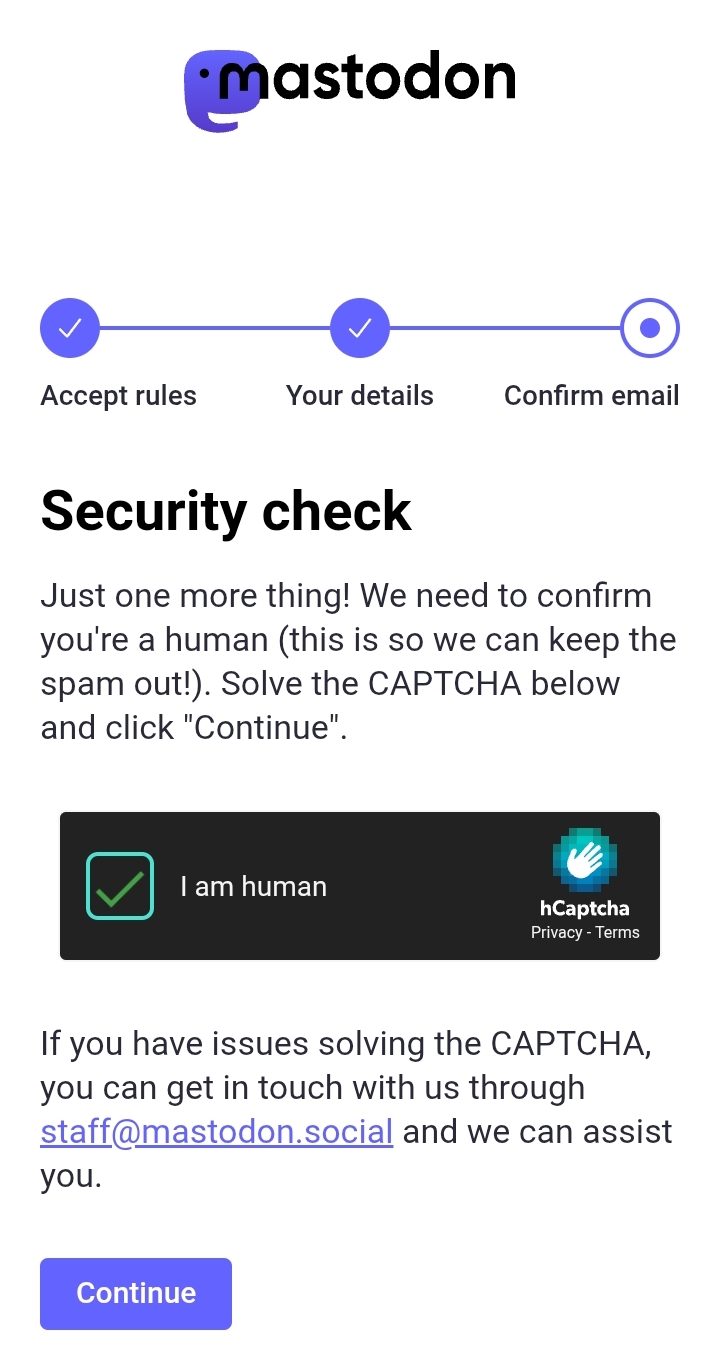 mastodon
Accept rules
Your details
Confirm email
Security check
Just one more thing! We need to confirm
you're a human (this is so we can keep the
spam out!). Solve the CAPTCHA below
and click "Continue".
I am human
hCaptcha
Privacy - Terms
If you have issues solving the CAPTCHA,
you can get in touch with us through
staff@mastodon.social and we can assist
you.
Continue